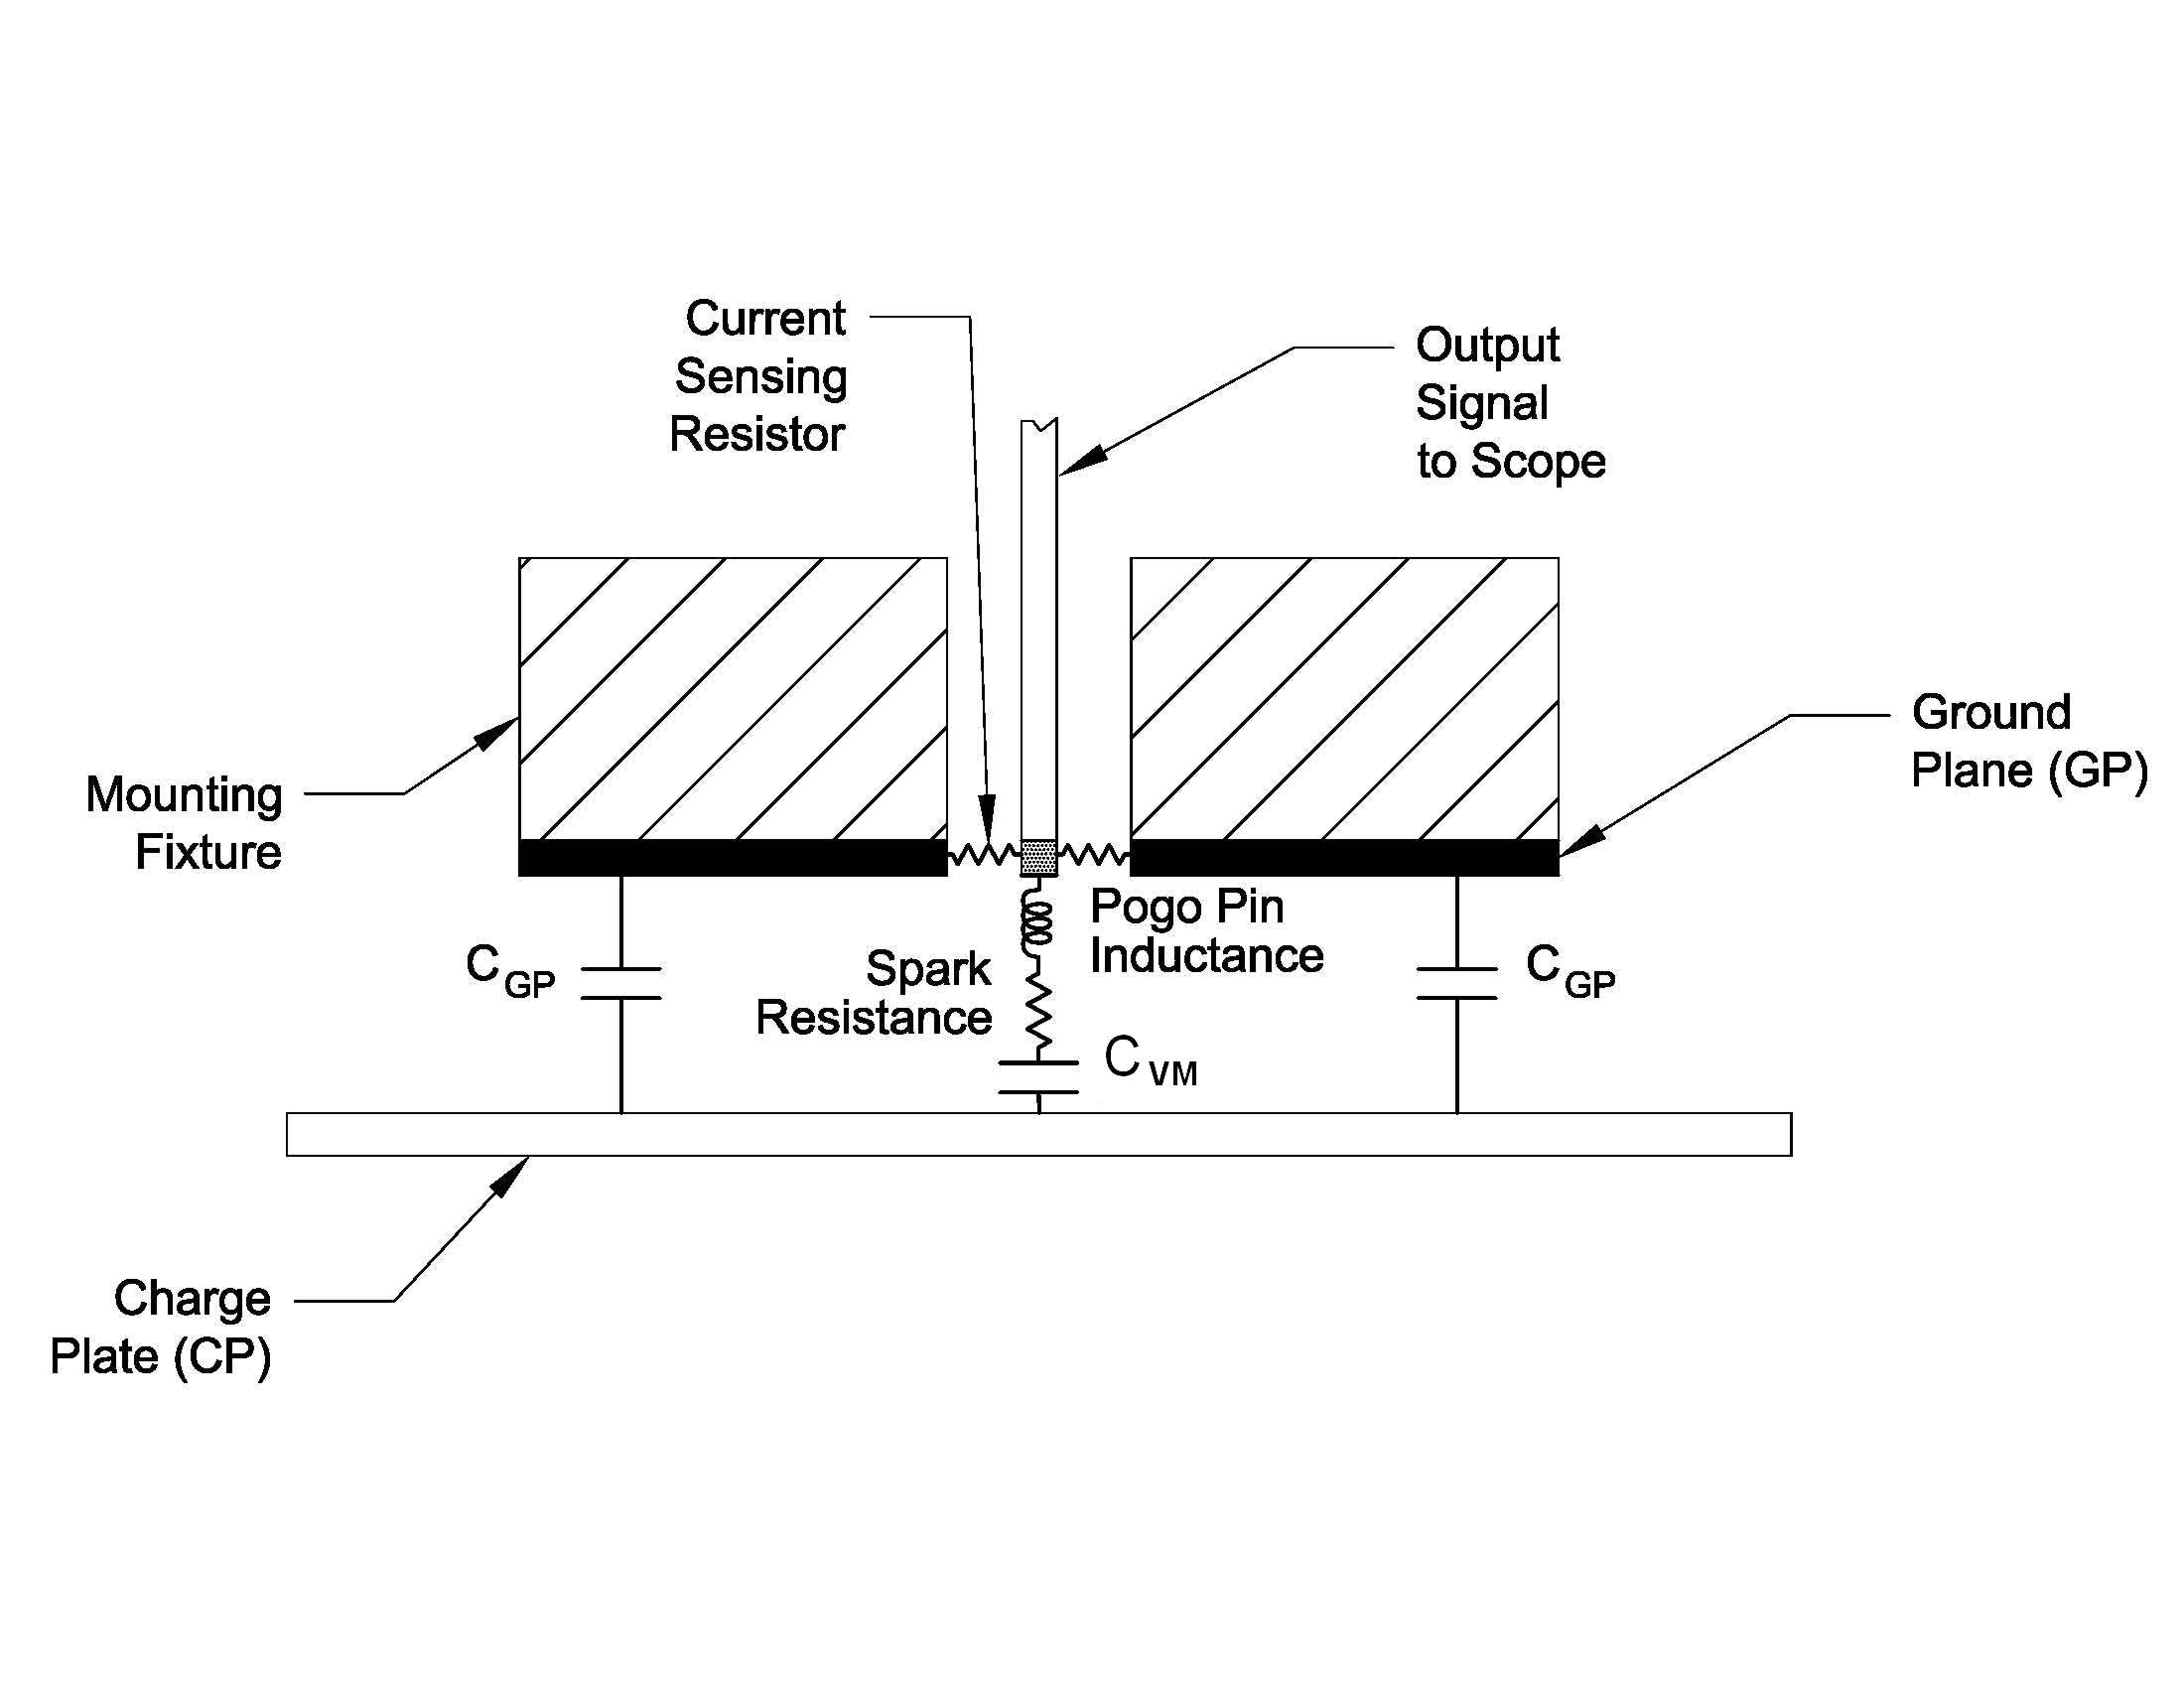 Current
Sensing
Resistor
Output
Signal
to Scope
Ground
Plane (GP)
Mounting
Fixture
Pogo Pin
Inductance
Spark
Resistance
C GP
C GP
C VM
Charge
Plate (CP)